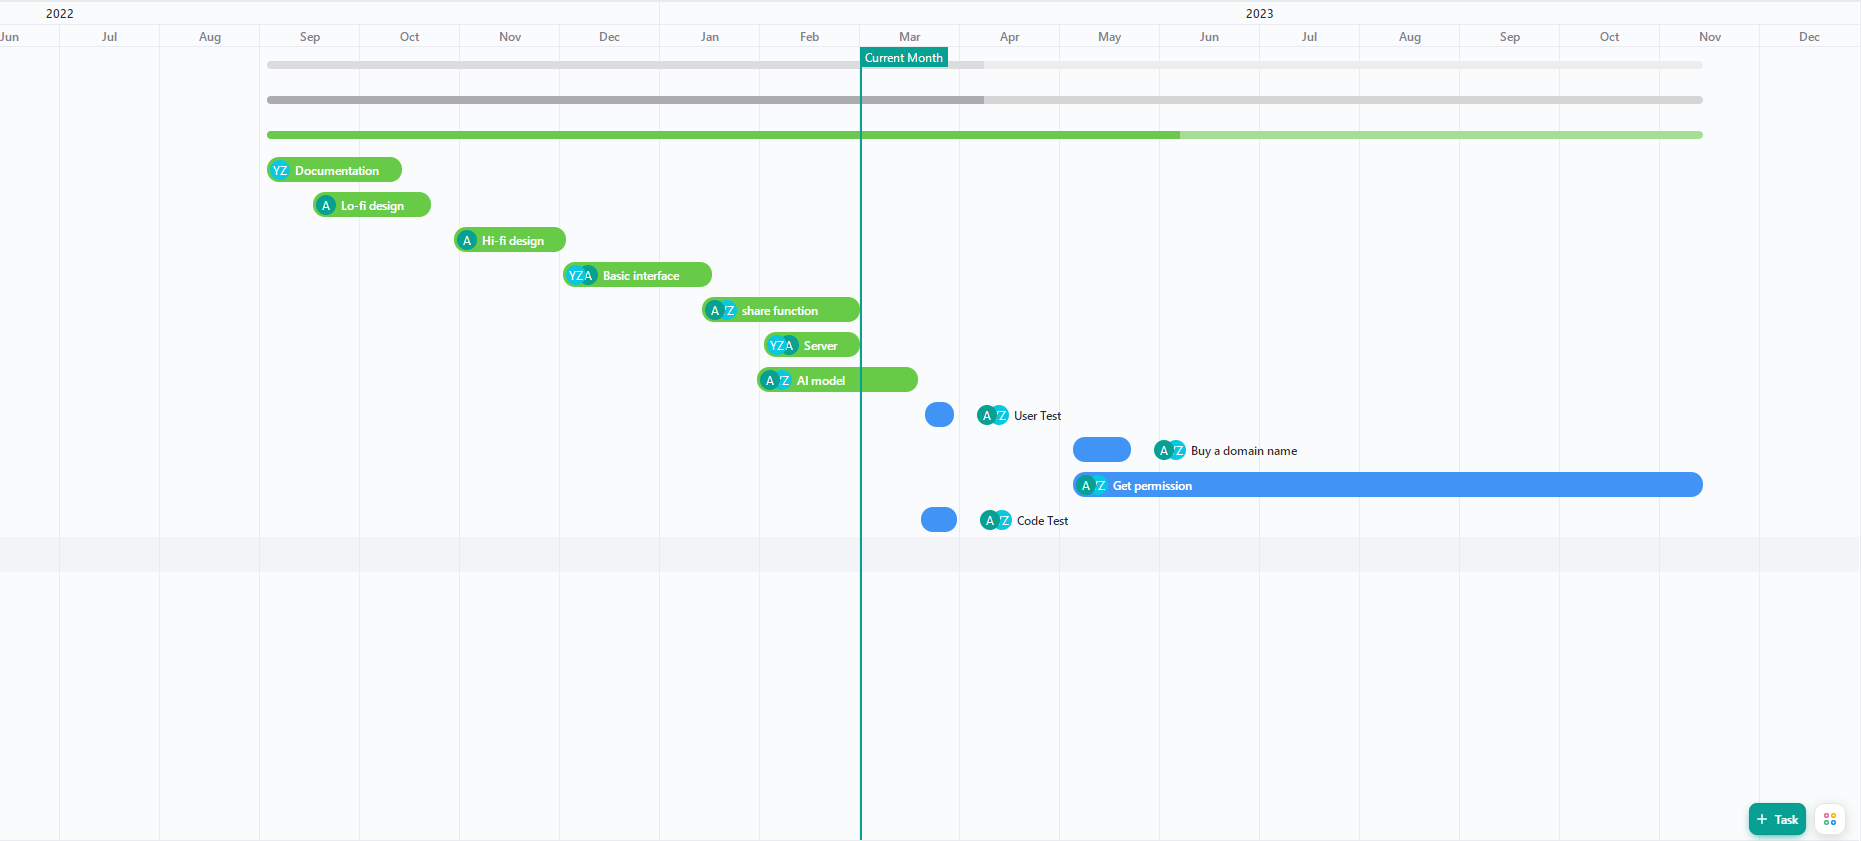 2022 2023
Jun Jul Aug Sep Oct Nov Dec Jan Feb Mar Apr May Jun Jul Aug Sep Oct Nov Dec
Current Month
YZ Documentation
A Lo-fi design
A Hi-fi design
YZ A Basic interface
A Z share function
YZ A Server
A Z AI model
A Z User Test
A Z Buy a domain name
A Z Get permission
A Z Code Test
+ Task